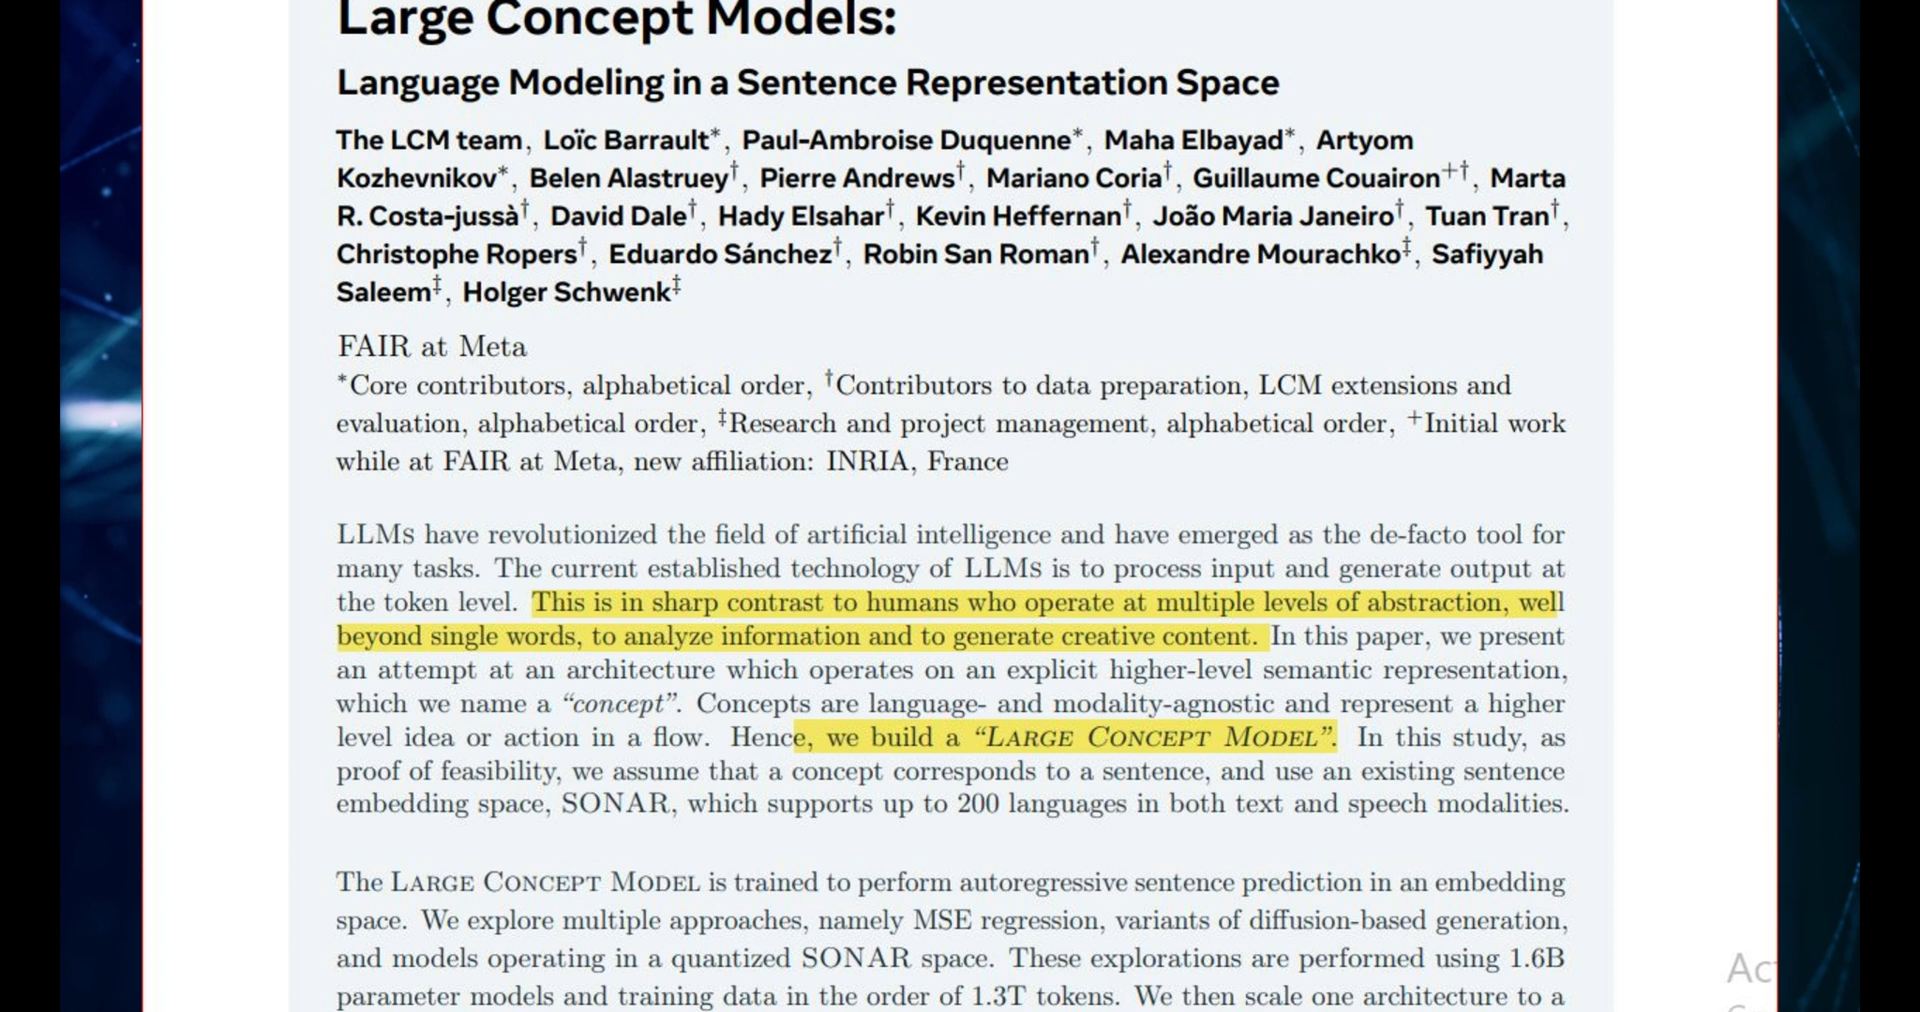 Large Concept Models:
Language Modeling in a Sentence Representation Space
The LCM team, Loïc Barrault*, Paul-Ambroise Duquenne*, Maha Elbayad*, Artyom
Kozhevnikov*, Belen Alastruey†, Pierre Andrews†, Mariano Coria†, Guillaume Couairon+†, Marta
R. Costa-jussà†, David Dale†, Hady Elsahar†, Kevin Heffernan†, João Maria Janeiro†, Tuan Tran†,
Christophe Ropers†, Eduardo Sánchez†, Robin San Roman†, Alexandre Mourachko‡, Safiyyah
Saleem‡, Holger Schwenk‡
FAIR at Meta
*Core contributors, alphabetical order, †Contributors to data preparation, LCM extensions and
evaluation, alphabetical order, ‡Research and project management, alphabetical order, +Initial work
while at FAIR at Meta, new affiliation: INRIA, France
LLMs have revolutionized the field of artificial intelligence and have emerged as the de-facto tool for
many tasks. The current established technology of LLMs is to process input and generate output at
the token level. This is in sharp contrast to humans who operate at multiple levels of abstraction, well
beyond single words, to analyze information and to generate creative content. In this paper, we present
an attempt at an architecture which operates on an explicit higher-level semantic representation,
which we name a “concept”. Concepts are language- and modality-agnostic and represent a higher
level idea or action in a flow. Hence, we build a “Large Concept Model”. In this study, as
proof of feasibility, we assume that a concept corresponds to a sentence, and use an existing sentence
embedding space, SONAR, which supports up to 200 languages in both text and speech modalities.
The Large Concept Model is trained to perform autoregressive sentence prediction in an embedding
space. We explore multiple approaches, namely MSE regression, variants of diffusion-based generation,
and models operating in a quantized SONAR space. These explorations are performed using 1.6B
parameter models and training data in the order of 1.3T tokens. We then scale one architecture to a